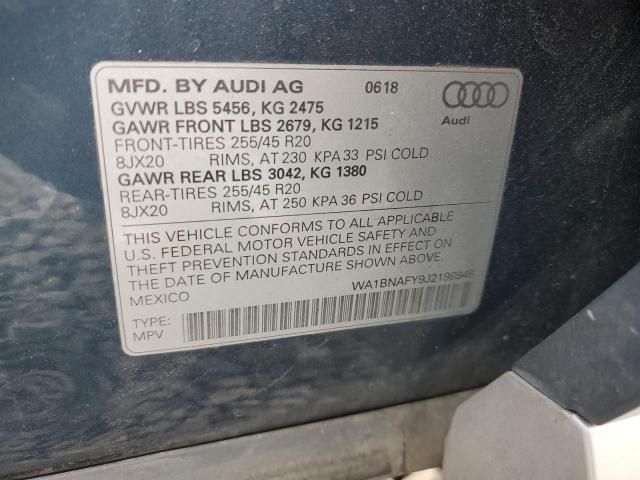 MFD. BY AUDI AG 0618
GVWR LBS 5456, KG 2475
GAWR FRONT LBS 2679, KG 1215
FRONT-TIRES 255/45 R20
8JX20 RIMS, AT 230 KPA 33 PSI COLD
GAWR REAR LBS 3042, KG 1380
REAR-TIRES 255/45 R20
8JX20 RIMS, AT 250 KPA 36 PSI COLD
Audi
THIS VEHICLE CONFORMS TO ALL APPLICABLE
U.S. FEDERAL MOTOR VEHICLE SAFETY AND
THEFT PREVENTION STANDARDS IN EFFECT ON
THE DATE OF MANUFACTURE SHOWN ABOVE.
MEXICO
WA1BNAFY9J2198946
TYPE:
MPV